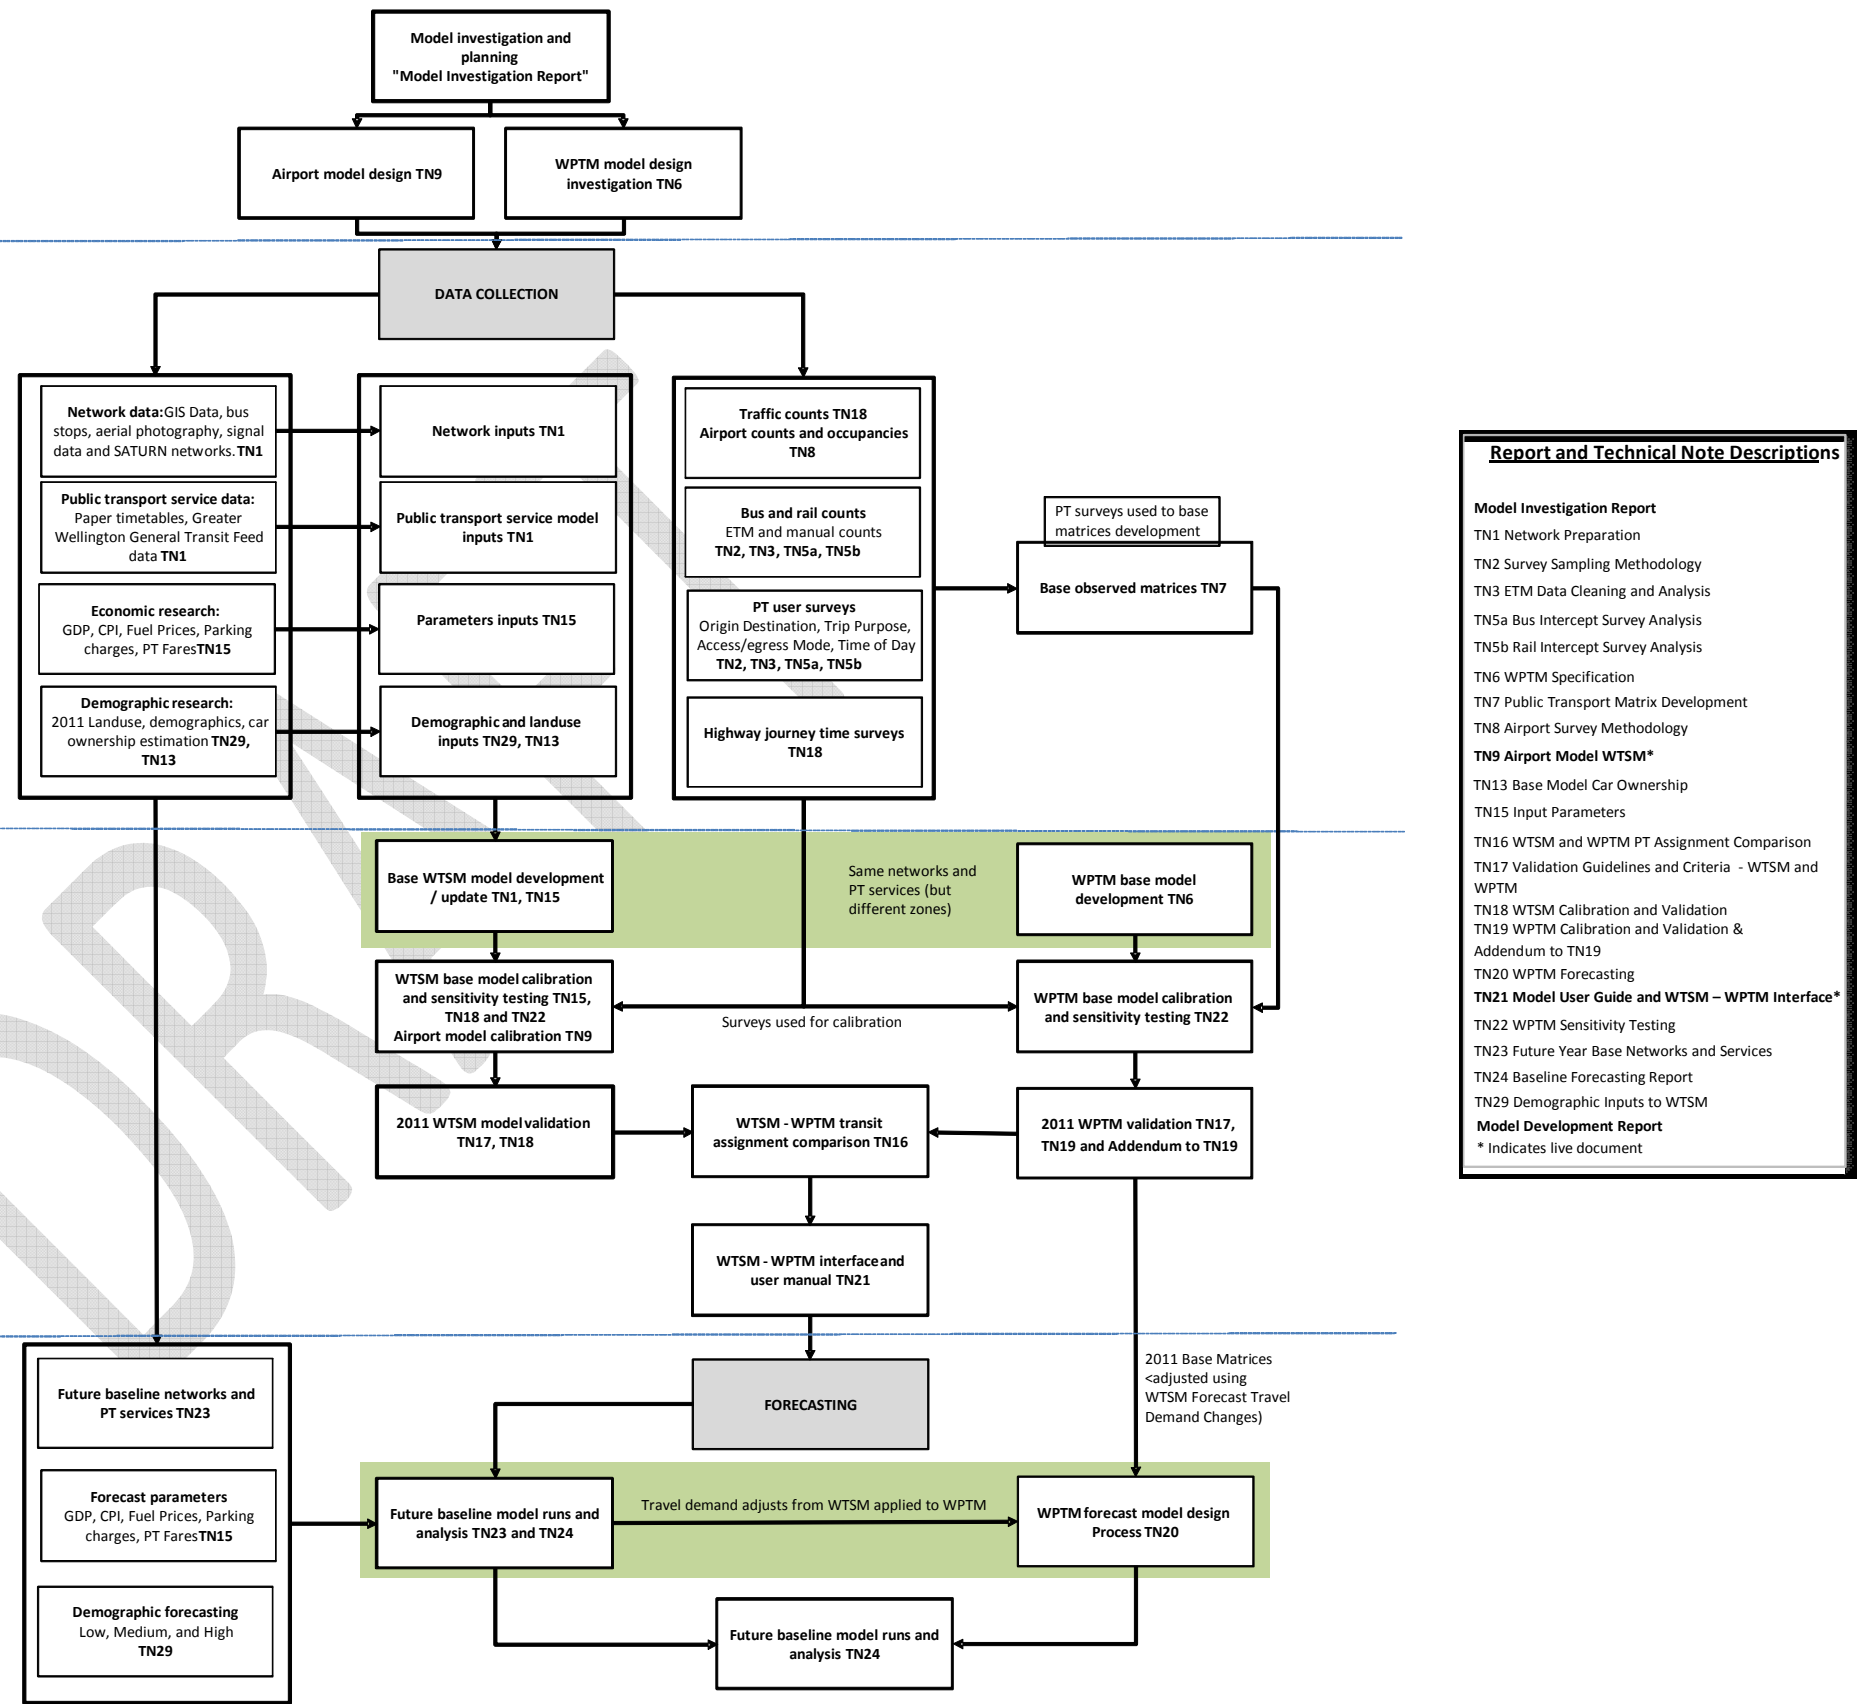 Model investigation and
planning
"Model Investigation Report"
Airport model design TN9
WPTM model design
investigation TN6
DATA COLLECTION
Network data:GIS Data, bus
stops, aerial photography, signal
data and SATURN networks. TN1
Public transport service data:
Paper timetables, Greater
Wellington General Transit Feed
data TN1
Economic research:
GDP, CPI, Fuel Prices, Parking
charges, PT FaresTN15
Demographic research:
2011 Landuse, demographics, car
ownership estimation TN29,
TN13
Network inputs TN1
Public transport service model
inputs TN1
Parameters inputs TN15
Demographic and landuse
inputs TN29, TN13
Traffic counts TN18
Airport counts and occupancies
TN8
Bus and rail counts
ETM and manual counts
TN2, TN3, TN5a, TN5b
PT user surveys
Origin Destination, Trip Purpose,
Access/egress Mode, Time of Day
TN2, TN3, TN5a, TN5b
Highway journey time surveys
TN18
PT surveys used to base
matrices development
Base observed matrices TN7
Base WTSM model development
/ update TN1, TN15
Same networks and
PT services (but
different zones)
WPTM base model
development TN6
WTSM base model calibration
and sensitivity testing TN15,
TN18 and TN22
Airport model calibration TN9
Surveys used for calibration
WPTM base model calibration
and sensitivity testing TN22
2011 WTSM model validation
TN17, TN18
WTSM - WPTM transit
assignment comparison TN16
2011 WPTM validation TN17,
TN19 and Addendum to TN19
WTSM - WPTM interface and
user manual TN21
FORECASTING
2011 Base Matrices
<adjusted using
WTSM Forecast Travel
Demand Changes)
Future baseline networks and
PT services TN23
Forecast parameters
GDP, CPI, Fuel Prices, Parking
charges, PT FaresTN15
Demographic forecasting
Low, Medium, and High
TN29
Future baseline model runs and
analysis TN23 and TN24
Travel demand adjusts from WTSM applied to WPTM
WPTM forecast model design
Process TN20
Future baseline model runs and
analysis TN24
Report and Technical Note Descriptions
Model Investigation Report
TN1 Network Preparation
TN2 Survey Sampling Methodology
TN3 ETM Data Cleaning and Analysis
TN5a Bus Intercept Survey Analysis
TN5b Rail Intercept Survey Analysis
TN6 WPTM Specification
TN7 Public Transport Matrix Development
TN8 Airport Survey Methodology
TN9 Airport Model WTSM*
TN13 Base Model Car Ownership
TN15 Input Parameters
TN16 WTSM and WPTM PT Assignment Comparison
TN17 Validation Guidelines and Criteria - WTSM and
WPTM
TN18 WTSM Calibration and Validation
TN19 WPTM Calibration and Validation &
Addendum to TN19
TN20 WPTM Forecasting
TN21 Model User Guide and WTSM – WPTM Interface*
TN22 WPTM Sensitivity Testing
TN23 Future Year Base Networks and Services
TN24 Baseline Forecasting Report
TN29 Demographic Inputs to WTSM
Model Development Report
* Indicates live document
DRAFT